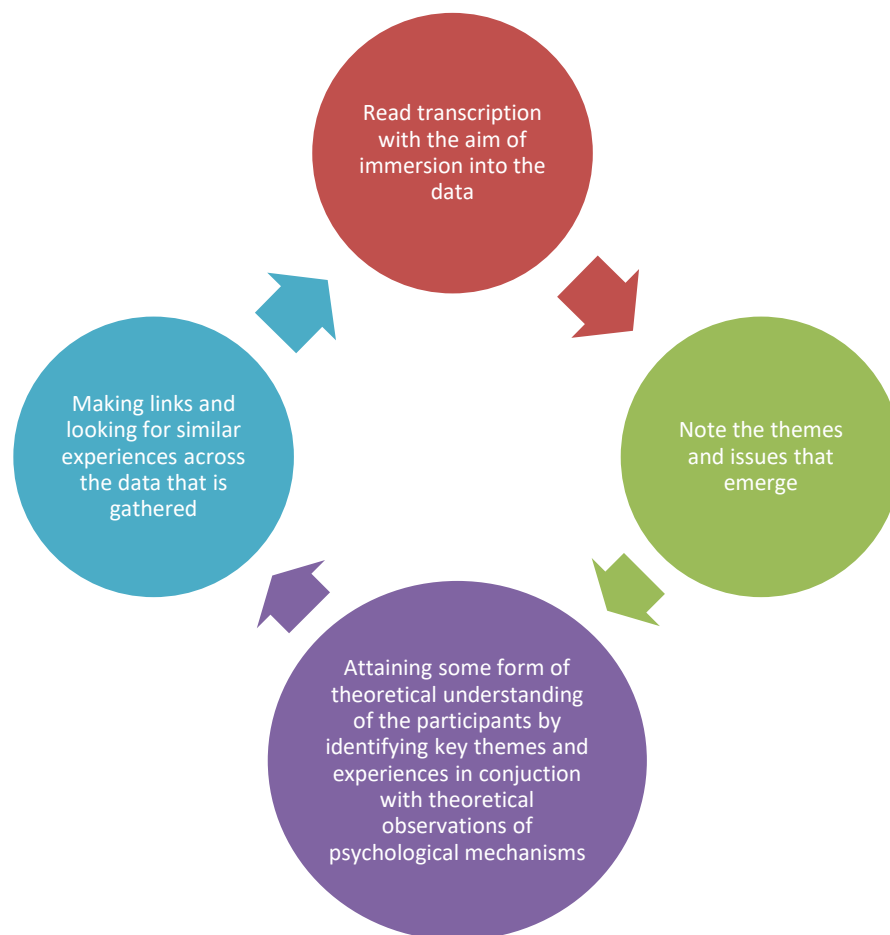 Read transcription
with the aim of
immersion into the
data
Note the themes
and issues that
emerge
Attaining some form of
theoretical understanding
of the participants by
identifying key themes and
experiences in conjuction
with theoretical
observations of
psychological mechanisms
Making links and
looking for similar
experiences across
the data that is
gathered